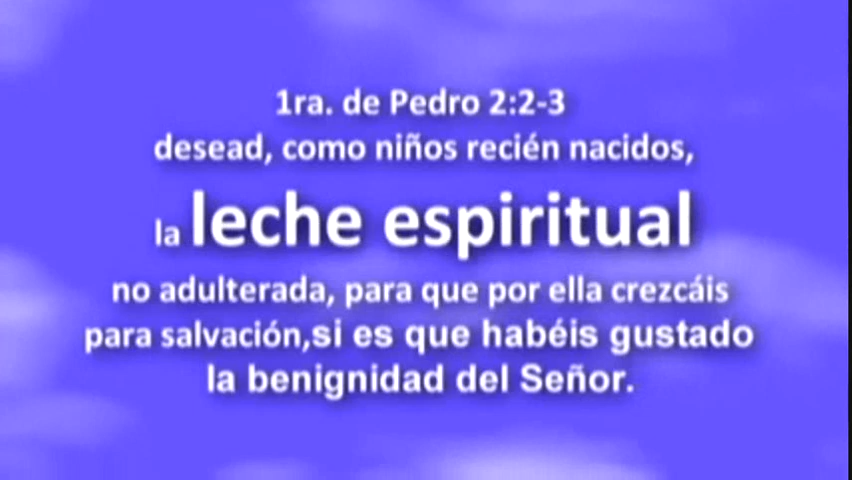 1ra. de Pedro 2:2-3
desead, como niños recién nacidos,
la leche espiritual
no adulterada, para que por ella crezcáis
para salvación,si es que habéis gustado
la benignidad del Señor.